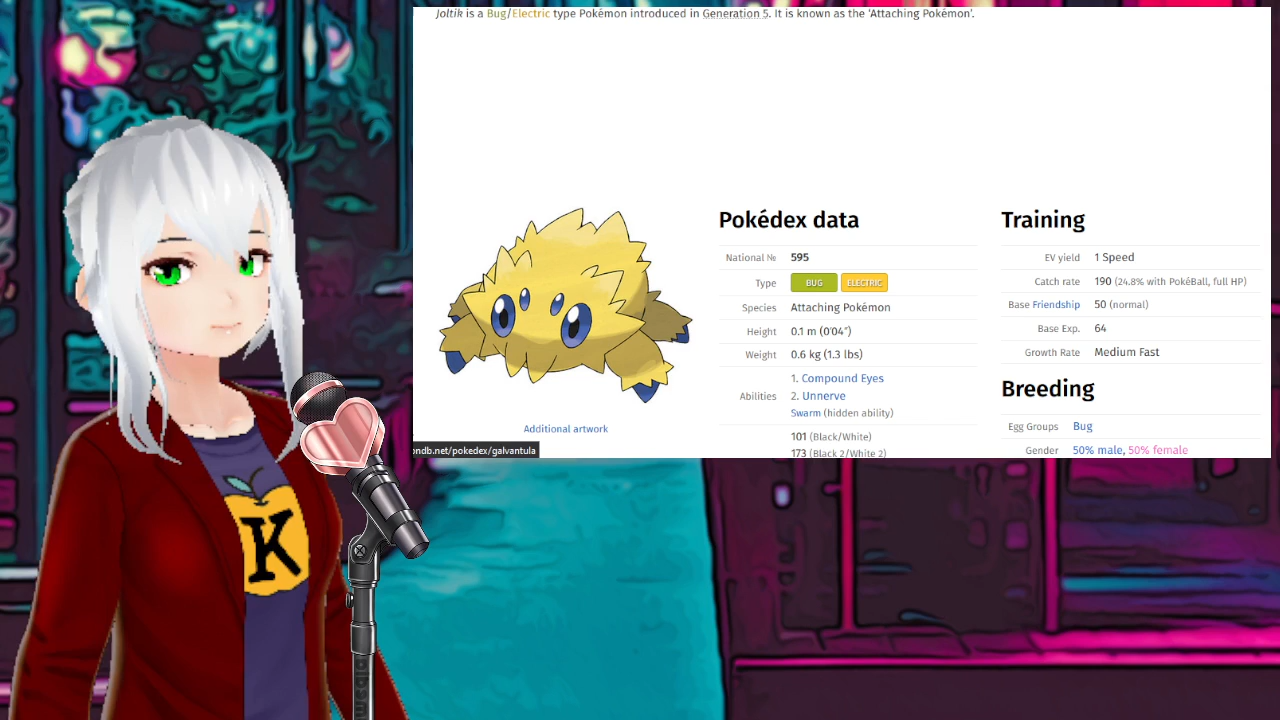 Joltik is a Bug/Electric type Pokémon introduced in Generation 5. It is known as the 'Attaching Pokémon'.
Additional artwork
ondb.net/pokedex/galvantula
Pokédex data
National № 595
Type BUG ELECTRIC
Species Attaching Pokémon
Height 0.1 m (0′04″)
Weight 0.6 kg (1.3 lbs)
Abilities 1. Compound Eyes
2. Unnerve
Swarm (hidden ability)
101 (Black/White)
173 (Black 2/White 2)
Training
EV yield 1 Speed
Catch rate 190 (24.8% with PokéBall, full HP)
Base Friendship 50 (normal)
Base Exp. 64
Growth Rate Medium Fast
Breeding
Egg Groups Bug
Gender 50% male, 50% female
K